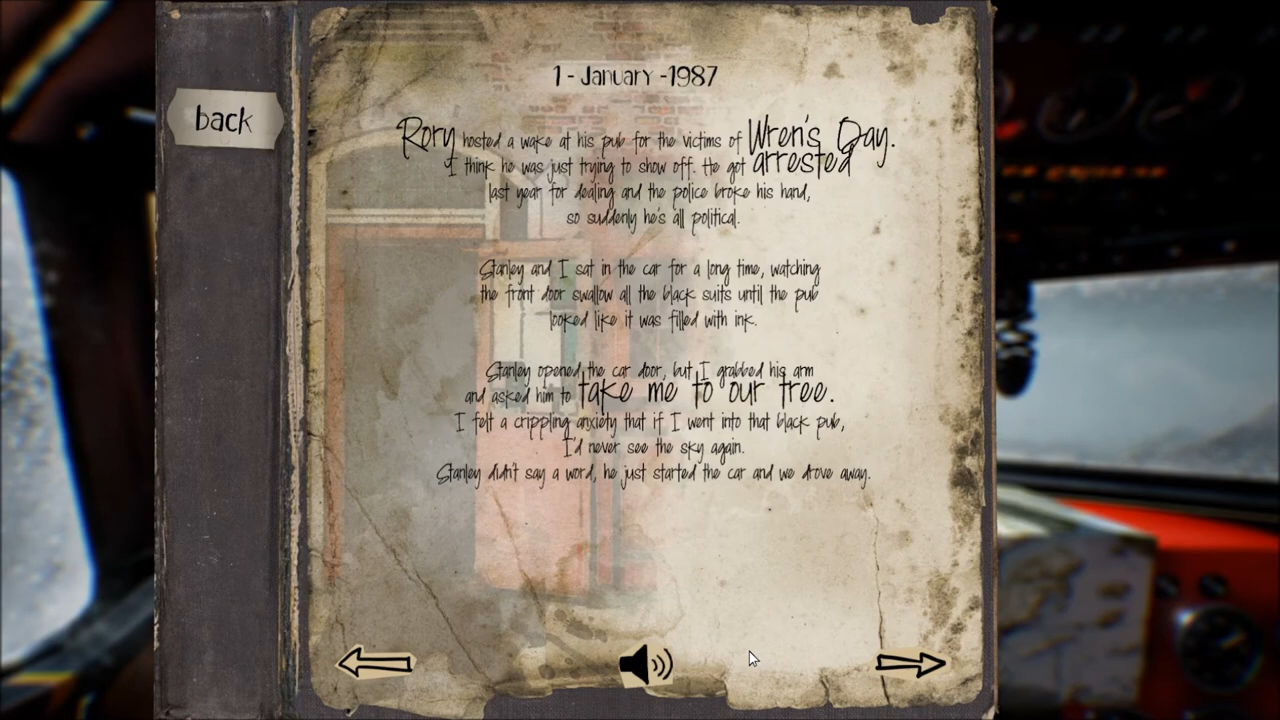 1 - January -1987
back
Rory hosted a wake at his pub for the victims of Wren's Day.
I think he was just trying to show off. He got arrested
last year for dealing and the police broke his hand,
so suddenly he's all political.
Stanley and I sat in the car for a long time, watching
the front door swallow all the black suits until the pub
looked like it was filled with ink.
Stanley opened the car door, but I grabbed his arm
and asked him to take me to our tree.
I felt a crippling anxiety that if I went into that black pub,
I'd never see the sky again.
Stanley didn't say a word, he just started the car and we drove away.